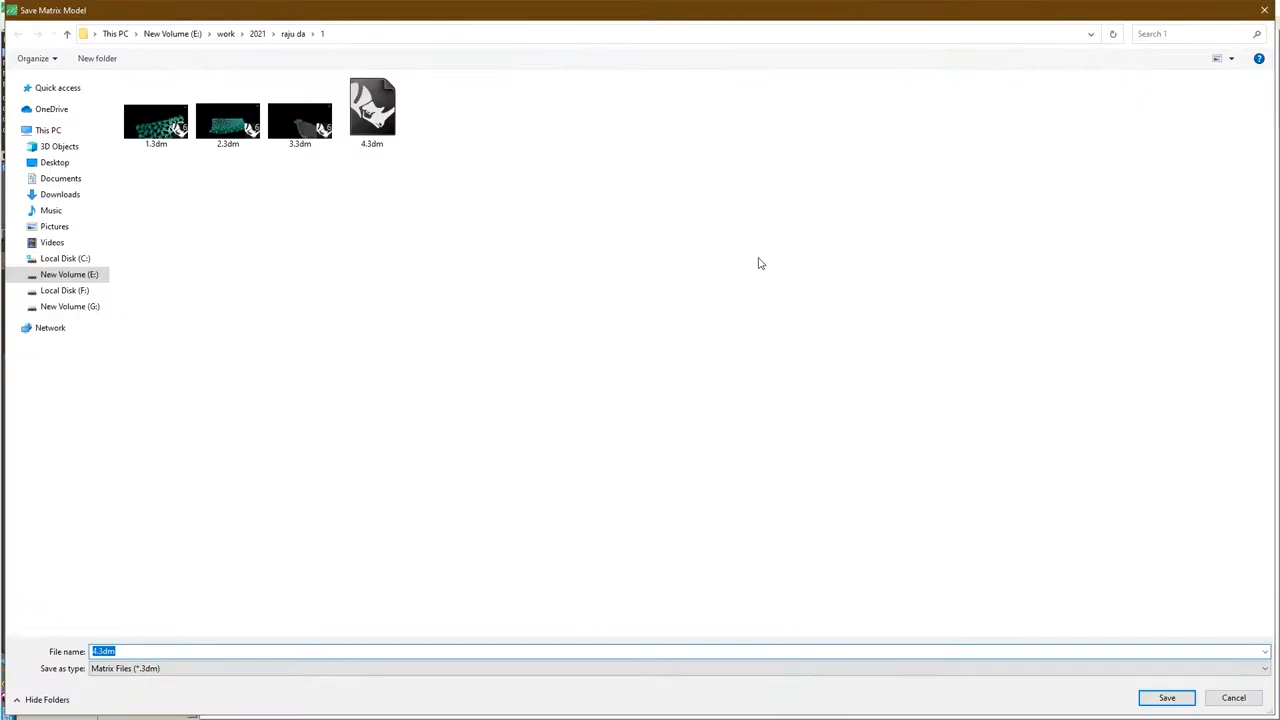 Save Matrix Model
This PC > New Volume (E:) > work > 2021 > raju da > 1
Search 1
Organize
New folder
Quick access
OneDrive
This PC
3D Objects
Desktop
Documents
Downloads
Music
Pictures
Videos
Local Disk (C:)
New Volume (E:)
Local Disk (F:)
New Volume (G:)
Network
1.3dm
2.3dm
3.3dm
4.3dm
File name: 4.3dm
Save as type: Matrix Files (*.3dm)
Hide Folders
Save
Cancel